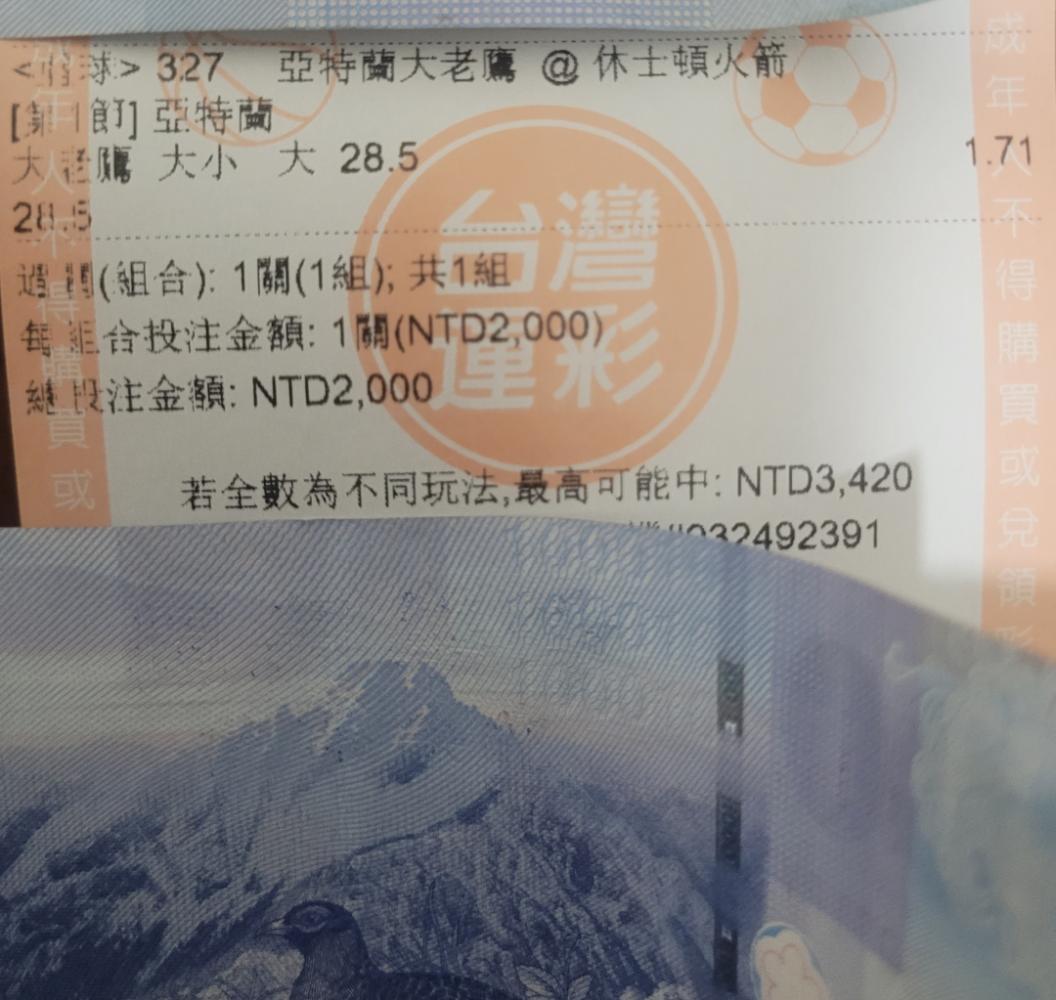 <籃球> 327 亞特蘭大老鷹 @ 休士頓火箭
[第1節] 亞特蘭
大老鷹 大小 大 28.5 1.71
28.5
過關(組合): 1關(1組); 共1組
每組合投注金額: 1關(NTD2,000)
總投注金額: NTD2,000
台灣
運彩
若全數為不同玩法,最高可能中: NTD3,420
032492391
成年人不得購買或
成年人不得購買或兌領彩